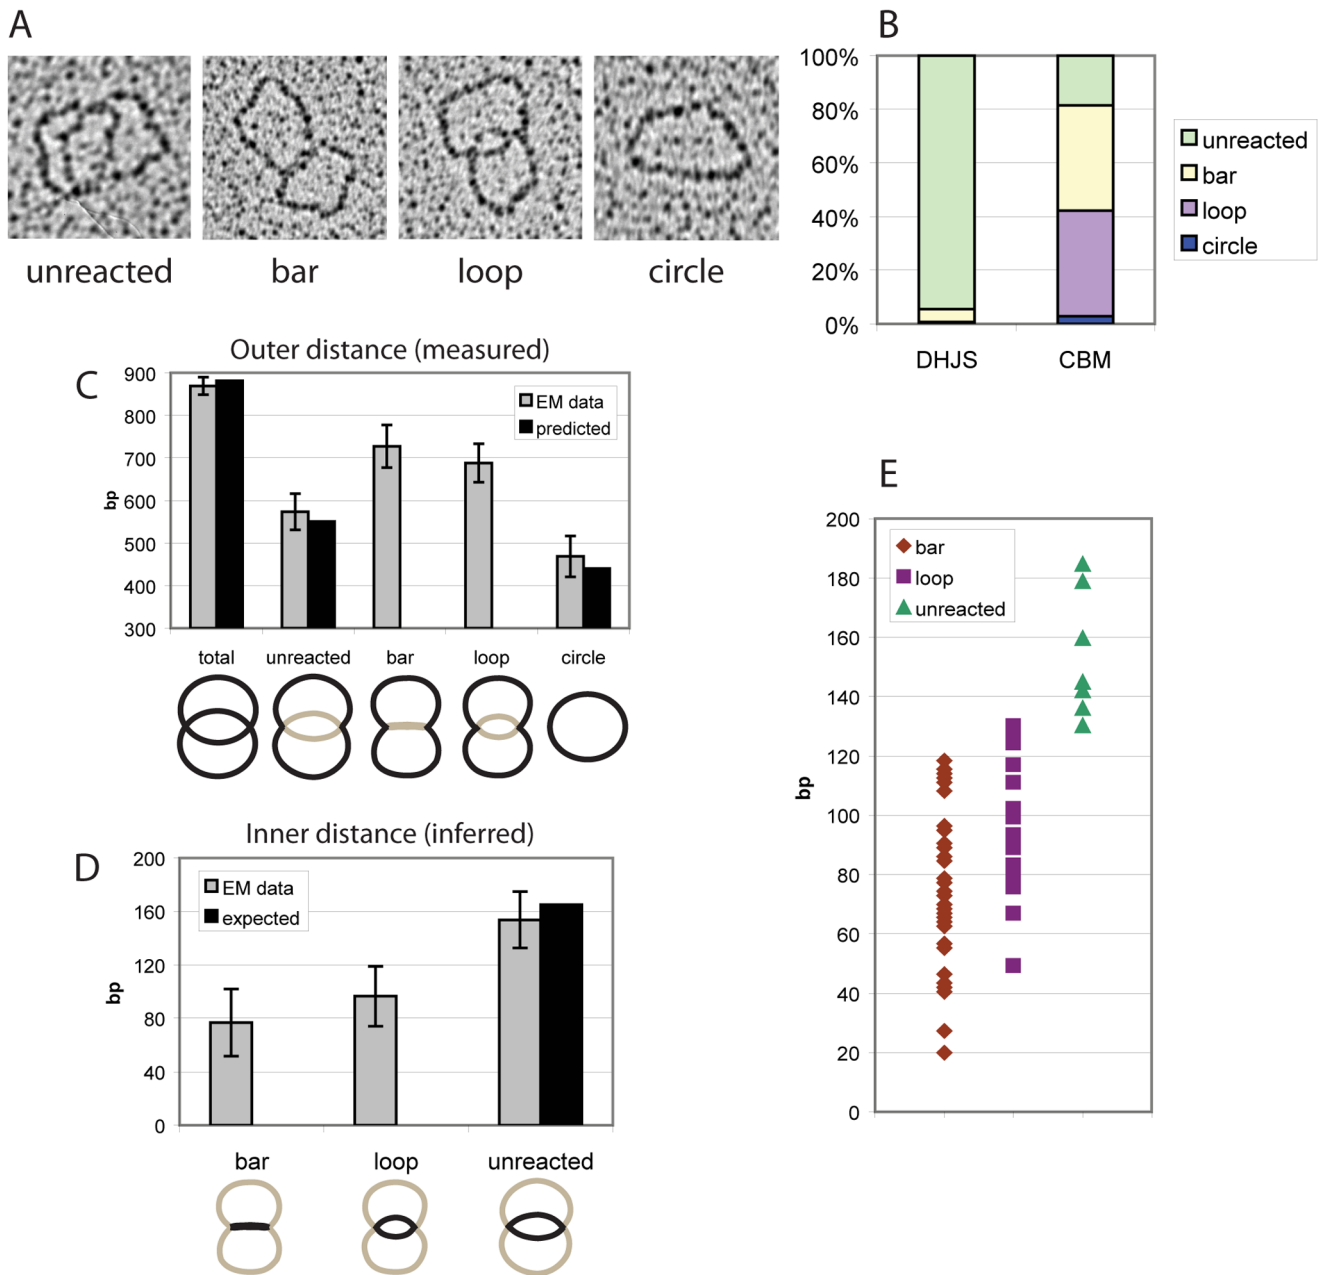 A
unreacted
bar
loop
circle
B
100%
80%
60%
40%
20%
0%
DHJS
CBM
unreacted
bar
loop
circle
C
Outer distance (measured)
900
800
700
600
500
400
300
bp
EM data
predicted
total
unreacted
bar
loop
circle
D
Inner distance (inferred)
200
160
120
80
40
0
bp
EM data
expected
bar
loop
unreacted
E
200
180
160
140
120
100
80
60
40
20
0
bp
bar
loop
unreacted